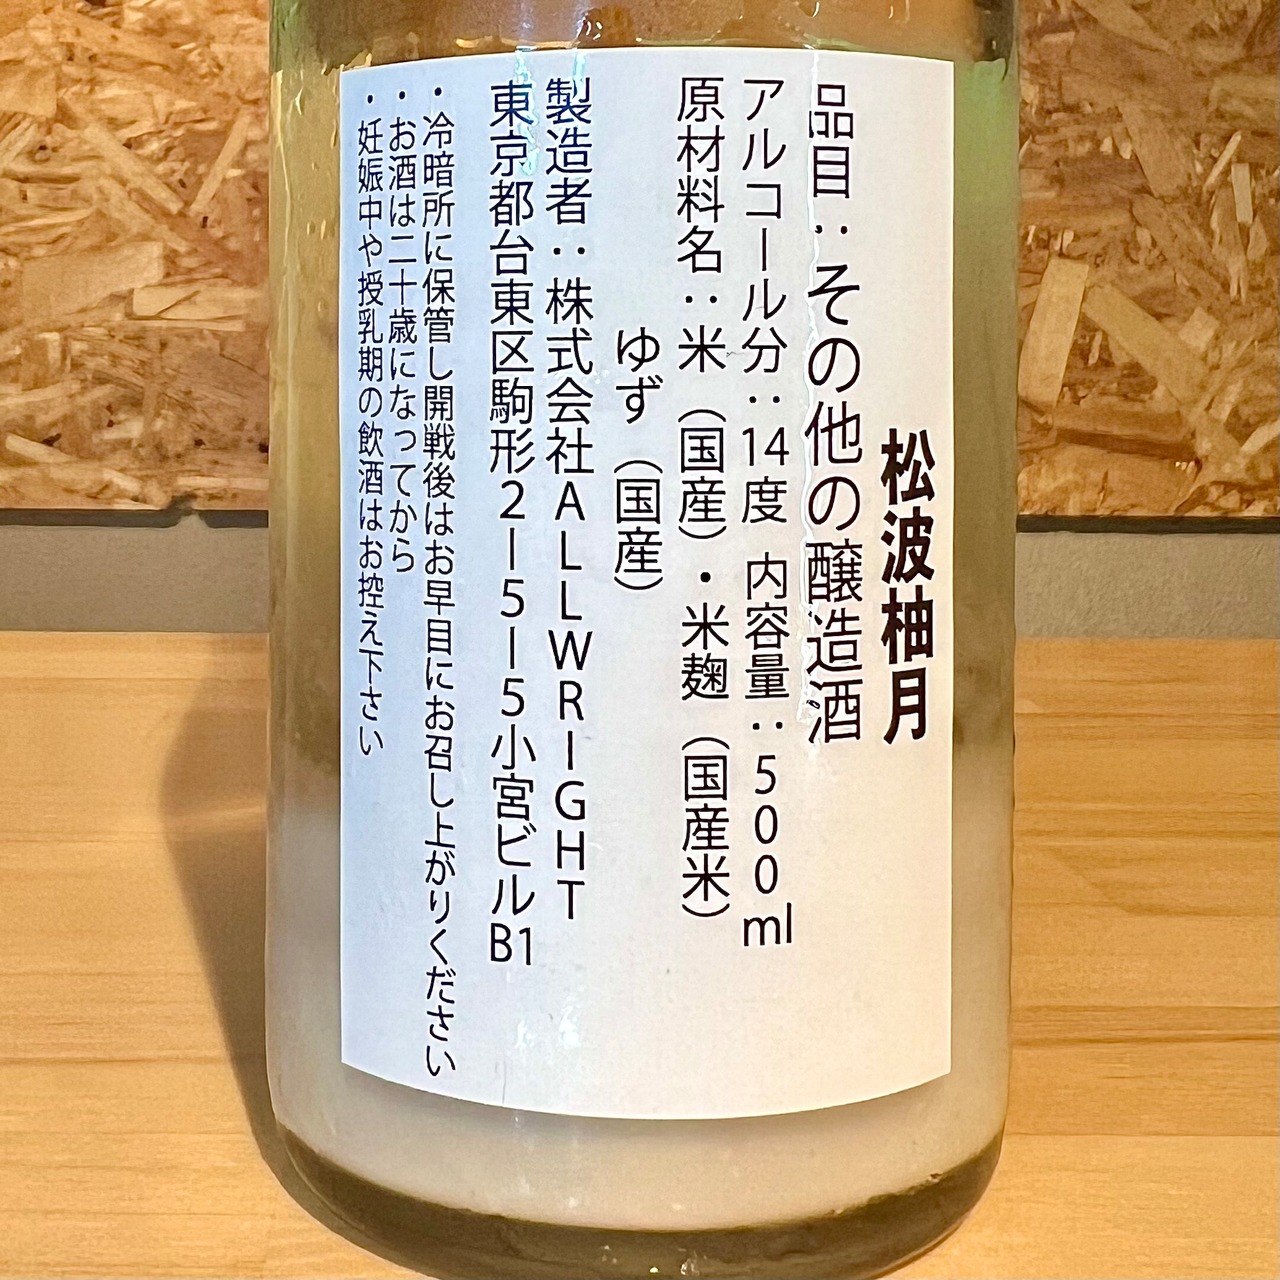 松波柚月
品目：その他の醸造酒
アルコール分：14度 内容量：500ml
原材料名：米（国産）・米麹（国産米）
ゆず（国産）
製造者：株式会社ALLWRIGHT
東京都台東区駒形2-5-5小宮ビルB1
・冷暗所に保管し開戦後はお早目にお召し上がりください
・お酒は二十歳になってから
・妊娠中や授乳期の飲酒はお控え下さい